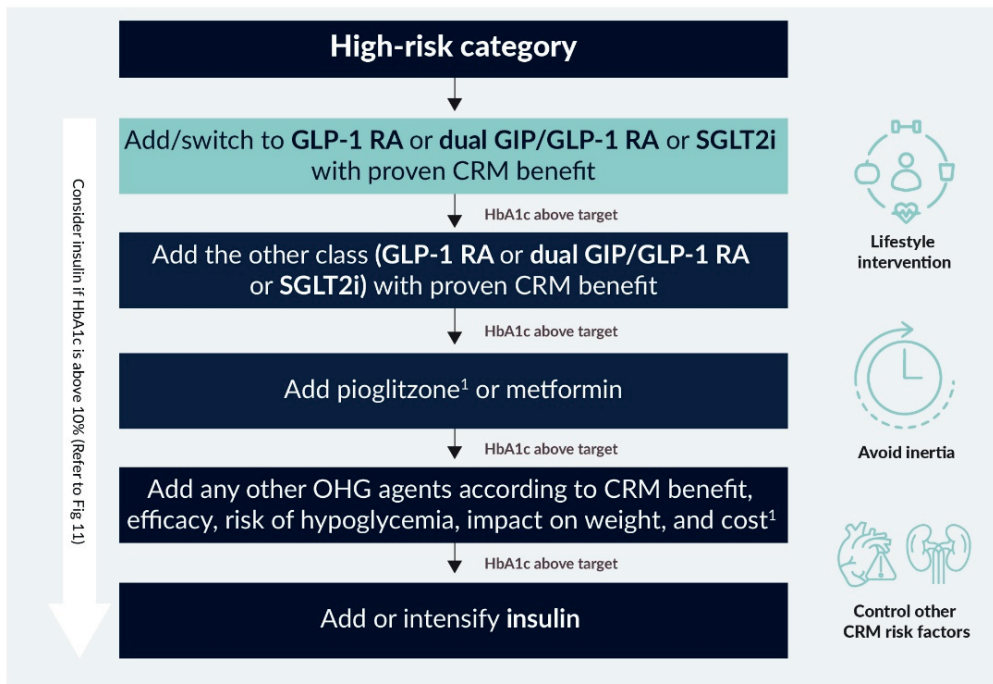 High-risk category
Add/switch to GLP-1 RA or dual GIP/GLP-1 RA or SGLT2i
with proven CRM benefit
HbA1c above target
Add the other class (GLP-1 RA or dual GIP/GLP-1 RA
or SGLT2i) with proven CRM benefit
HbA1c above target
Add pioglitzone¹ or metformin
HbA1c above target
Add any other OHG agents according to CRM benefit,
efficacy, risk of hypoglycemia, impact on weight, and cost¹
HbA1c above target
Add or intensify insulin
Consider insulin if HbA1c is above 10% (Refer to Fig 11)
Lifestyle
intervention
Avoid inertia
Control other
CRM risk factors